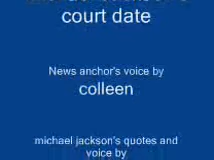 court date
News anchor's voice by
colleen
michael jackson's quotes and
voice by